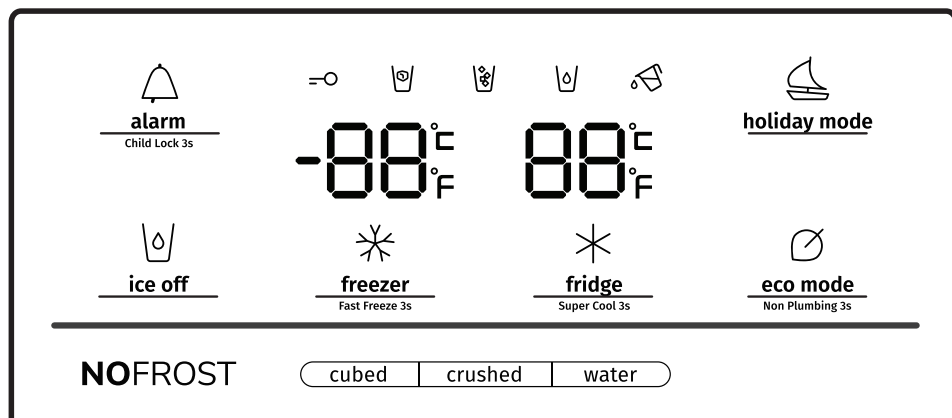 alarm
Child Lock 3s
-88 °C °F
88 °C °F
holiday mode
ice off
freezer
Fast Freeze 3s
fridge
Super Cool 3s
eco mode
Non Plumbing 3s
NOFROST
cubed
crushed
water